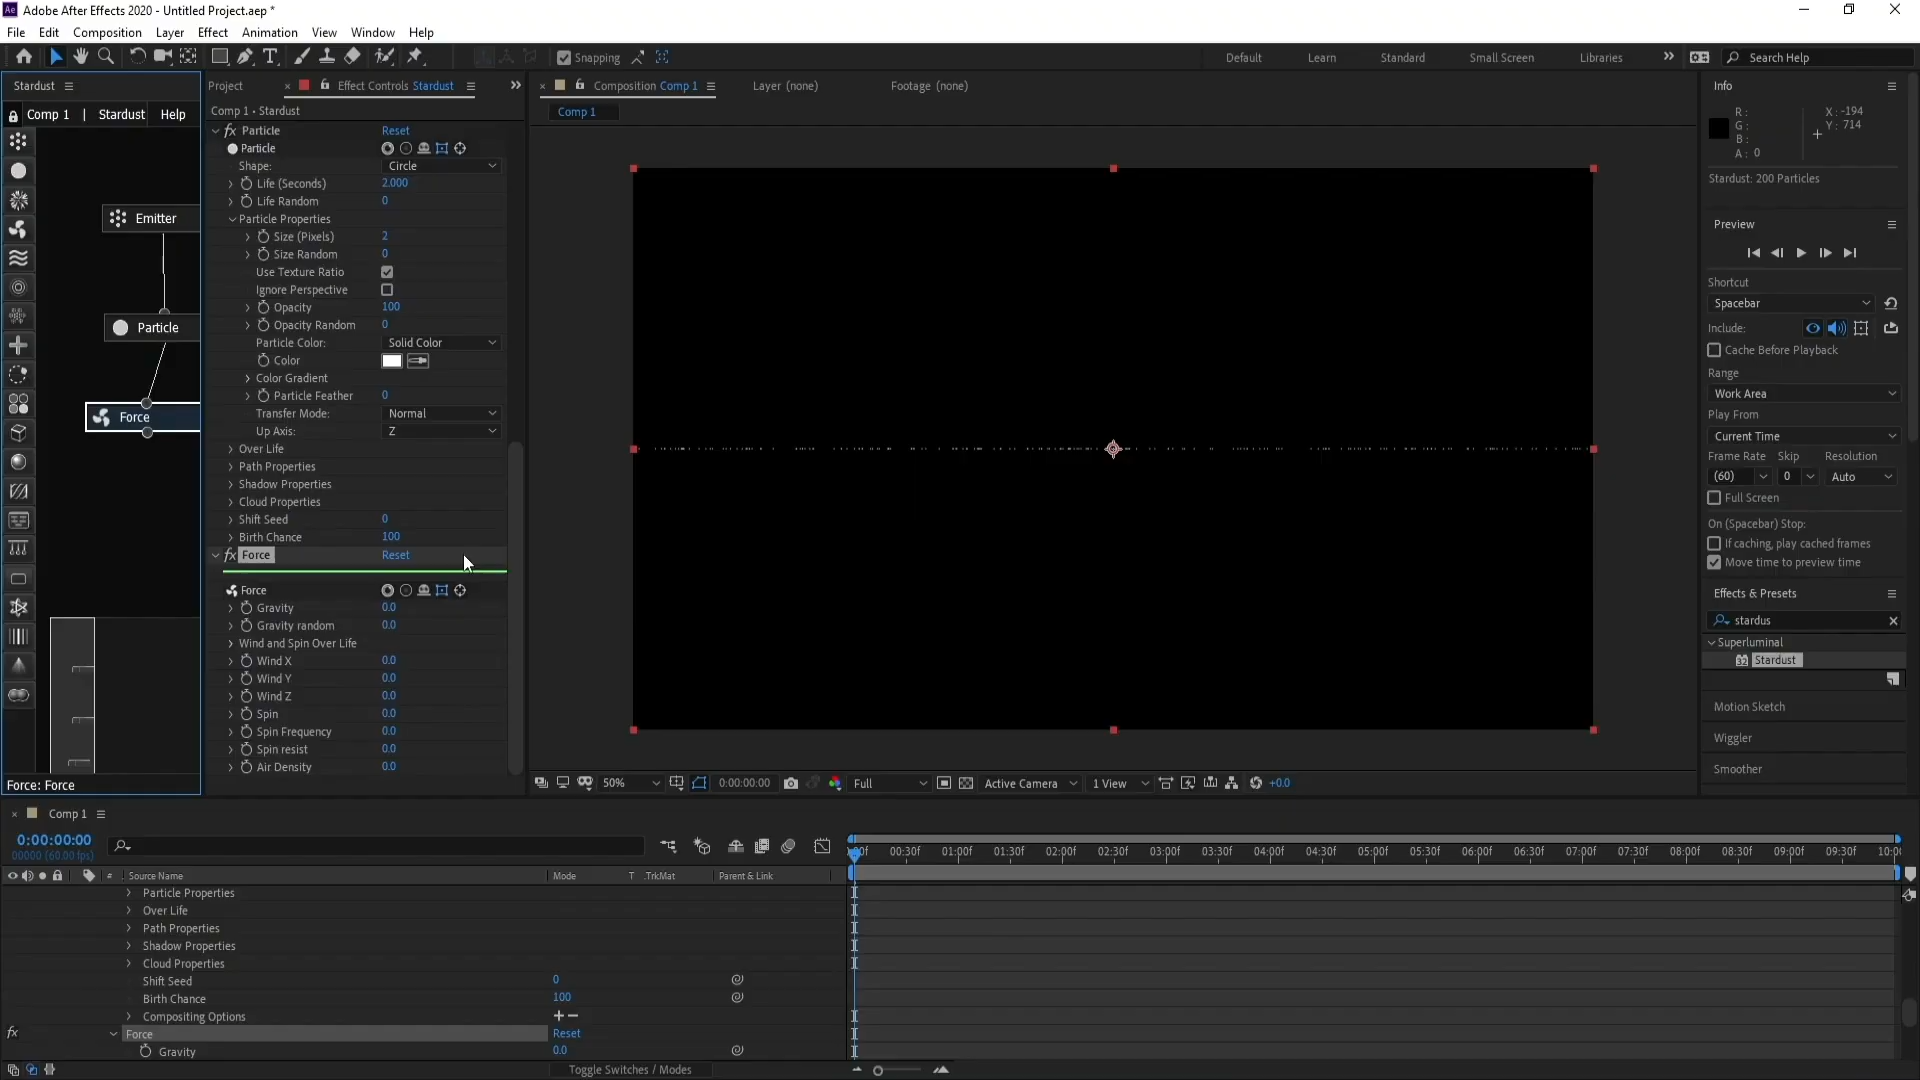 Adobe After Effects 2020 - Untitled Project.aep *
File Edit Composition Layer Effect Animation View Window Help
Snapping
Default Learn Standard Small Screen Libraries
Search Help
Stardust
Comp 1 | Stardust Help
Emitter
Particle
Force
Force: Force
Project
Effect Controls Stardust
Comp 1 • Stardust
fx Particle Reset
Particle
Shape: Circle
Life (Seconds) 2.000
Life Random 0
Particle Properties
Size (Pixels) 2
Size Random 0
Use Texture Ratio
Ignore Perspective
Opacity 100
Opacity Random 0
Particle Color: Solid Color
Color
Color Gradient
Particle Feather 0
Transfer Mode: Normal
Up Axis: Z
Over Life
Path Properties
Shadow Properties
Cloud Properties
Shift Seed 0
Birth Chance 100
fx Force Reset
Force
Gravity 0.0
Gravity random 0.0
Wind and Spin Over Life
Wind X 0.0
Wind Y 0.0
Wind Z 0.0
Spin 0.0
Spin Frequency 0.0
Spin resist 0.0
Air Density 0.0
Composition Comp 1
Layer (none)
Footage (none)
Comp 1
50% 0:00:00:00 Full Active Camera 1 View +0.0
Info
R: X: -194
G: Y: 714
B:
A: 0
Stardust: 200 Particles
Preview
Shortcut
Spacebar
Include:
Cache Before Playback
Range
Work Area
Play From
Current Time
Frame Rate Skip Resolution
(60) 0 Auto
Full Screen
On (Spacebar) Stop:
If caching, play cached frames
Move time to preview time
Effects & Presets
stardus
Superluminal
32 Stardust
Motion Sketch
Wiggler
Smoother
Comp 1
0:00:00:00
00000 (60.00 fps)
00:30f 01:00f 01:30f 02:00f 02:30f 03:00f 03:30f 04:00f 04:30f 05:00f 05:30f 06:00f 06:30f 07:00f 07:30f 08:00f 08:30f 09:00f 09:30f
# Source Name Mode T .TrkMat Parent & Link
Particle Properties
Over Life
Path Properties
Shadow Properties
Cloud Properties
Shift Seed 0
Birth Chance 100
Compositing Options
fx Force Reset
Gravity 0.0
Toggle Switches / Modes